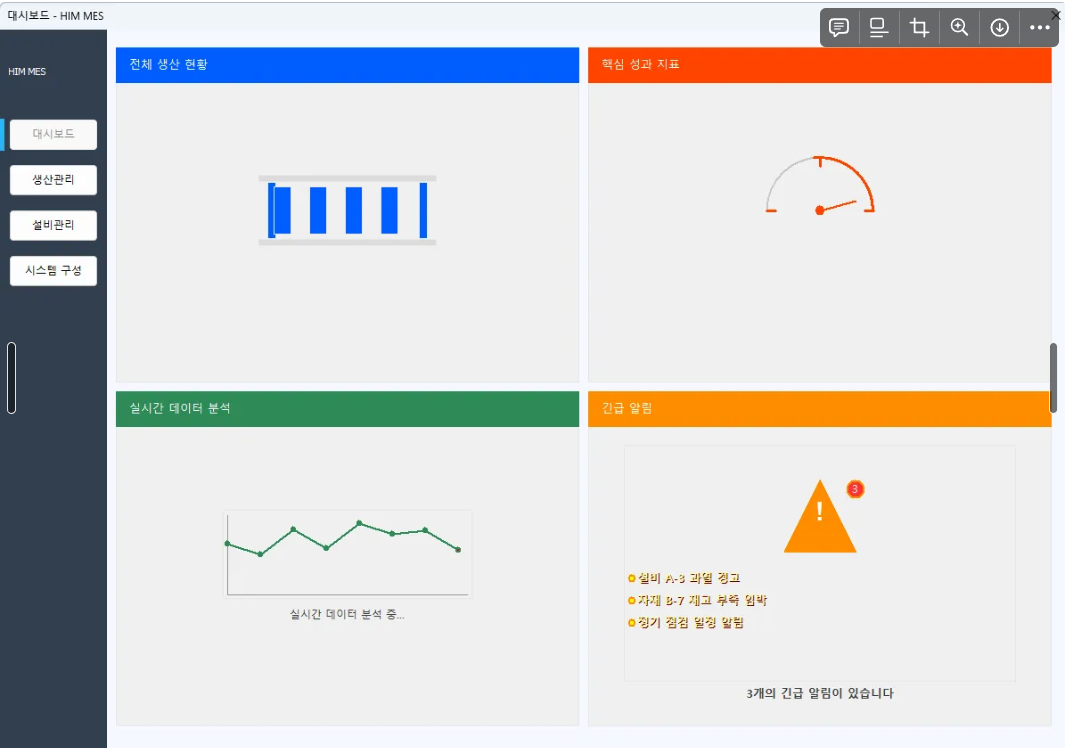 대시보드 - HIM MES
HIM MES
대시보드
생산관리
설비관리
시스템 구성
전체 생산 현황
핵심 성과 지표
실시간 데이터 분석
실시간 데이터 분석 중...
긴급 알림
!
3
설비 A-3 과열 경고
자재 B-7 재고 부족 임박
정기 점검 일정 알림
3개의 긴급 알림이 있습니다